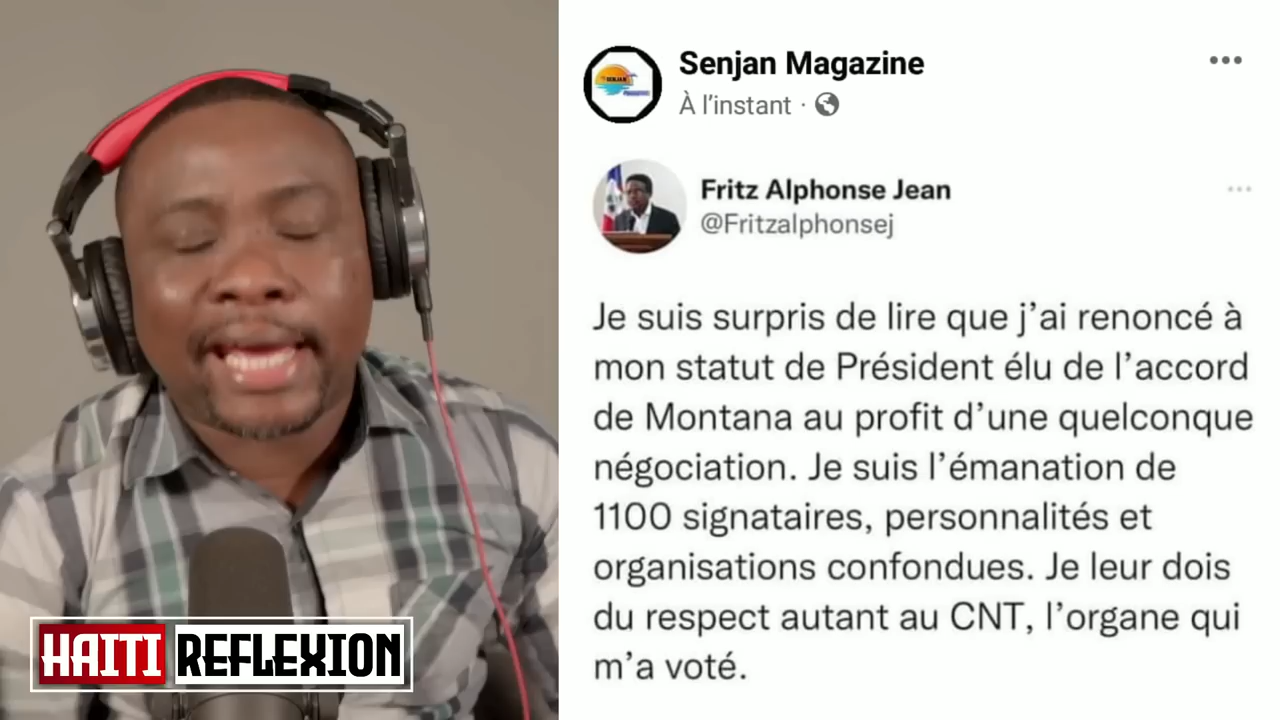 HAITI REFLEXION
Senjan Magazine
À l'instant ·
SENJAN
Fritz Alphonse Jean
@Fritzalphonsej
Je suis surpris de lire que j'ai renoncé à
mon statut de Président élu de l'accord
de Montana au profit d'une quelconque
négociation. Je suis l'émanation de
1100 signataires, personnalités et
organisations confondues. Je leur dois
du respect autant au CNT, l'organe qui
m'a voté.